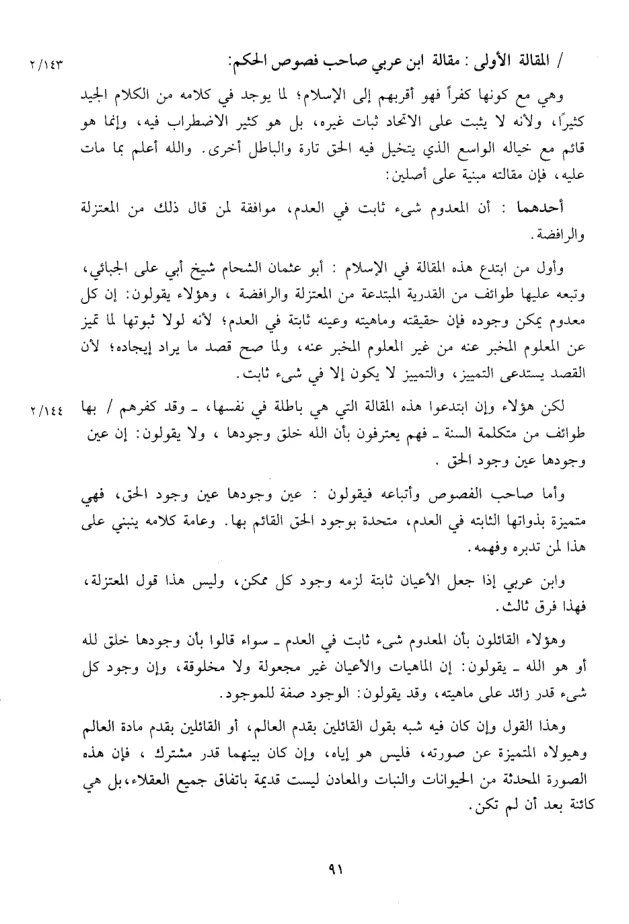 / المقالة الأولى : مقالة ابن عربي صاحب فصوص الحكم: ٢/١٤٣
وهي مع كونها كفراً فهو أقربهم إلى الإسلام؛ لما يوجد في كلامه من الكلام الجيد
كثيرًا، ولأنه لا يثبت على الاتحاد ثبات غيره، بل هو كثير الاضطراب فيه، وإنما هو
قائم مع خياله الواسع الذي يتخيل فيه الحق تارة والباطل أخرى. والله أعلم بما مات
عليه، فإن مقالته مبنية على أصلين:
أحدهما : أن المعدوم شىء ثابت في العدم، موافقة لمن قال ذلك من المعتزلة
والرافضة.
وأول من ابتدع هذه المقالة في الإسلام : أبو عثمان الشحام شيخ أبي على الجبائي،
وتبعه عليها طوائف من القدرية المبتدعة من المعتزلة والرافضة ، وهؤلاء يقولون: إن كل
معدوم يمكن وجوده فإن حقيقته وماهيته وعينه ثابتة في العدم؛ لأنه لولا ثبوتها لما تميز
عن المعلوم المخبر عنه من غير المعلوم المخبر عنه، ولما صح قصد ما يراد إيجاده؛ لأن
القصد يستدعى التمييز، والتمييز لا يكون إلا في شىء ثابت.
لكن هؤلاء وإن ابتدعوا هذه المقالة التي هي باطلة في نفسها، ـ وقد كفرهم / بها ٢/١٤٤
طوائف من متكلمة السنة ـ فهم يعترفون بأن الله خلق وجودها ، ولا يقولون: إن عين
وجودها عين وجود الحق .
وأما صاحب الفصوص وأتباعه فيقولون : عين وجودها عين وجود الحق، فهي
متميزة بذواتها الثابته في العدم، متحدة بوجود الحق القائم بها. وعامة كلامه ينبني على
هذا لمن تدبره وفهمه.
وابن عربي إذا جعل الأعيان ثابتة لزمه وجود كل ممكن، وليس هذا قول المعتزلة،
فهذا فرق ثالث.
وهؤلاء القائلون بأن المعدوم شىء ثابت في العدم ـ سواء قالوا بأن وجودها خلق لله
أو هو الله ـ يقولون: إن الماهيات والأعيان غير مجعولة ولا مخلوقة، وإن وجود كل
شىء قدر زائد على ماهيته، وقد يقولون: الوجود صفة للموجود.
وهذا القول وإن كان فيه شبه بقول القائلين بقدم العالم، أو القائلين بقدم مادة العالم
وهيولاه المتميزة عن صورته، فليس هو إياه، وإن كان بينهما قدر مشترك ، فإن هذه
الصورة المحدثة من الحيوانات والنبات والمعادن ليست قديمة باتفاق جميع العقلاء،بل هي
كائنة بعد أن لم تكن.
٩١